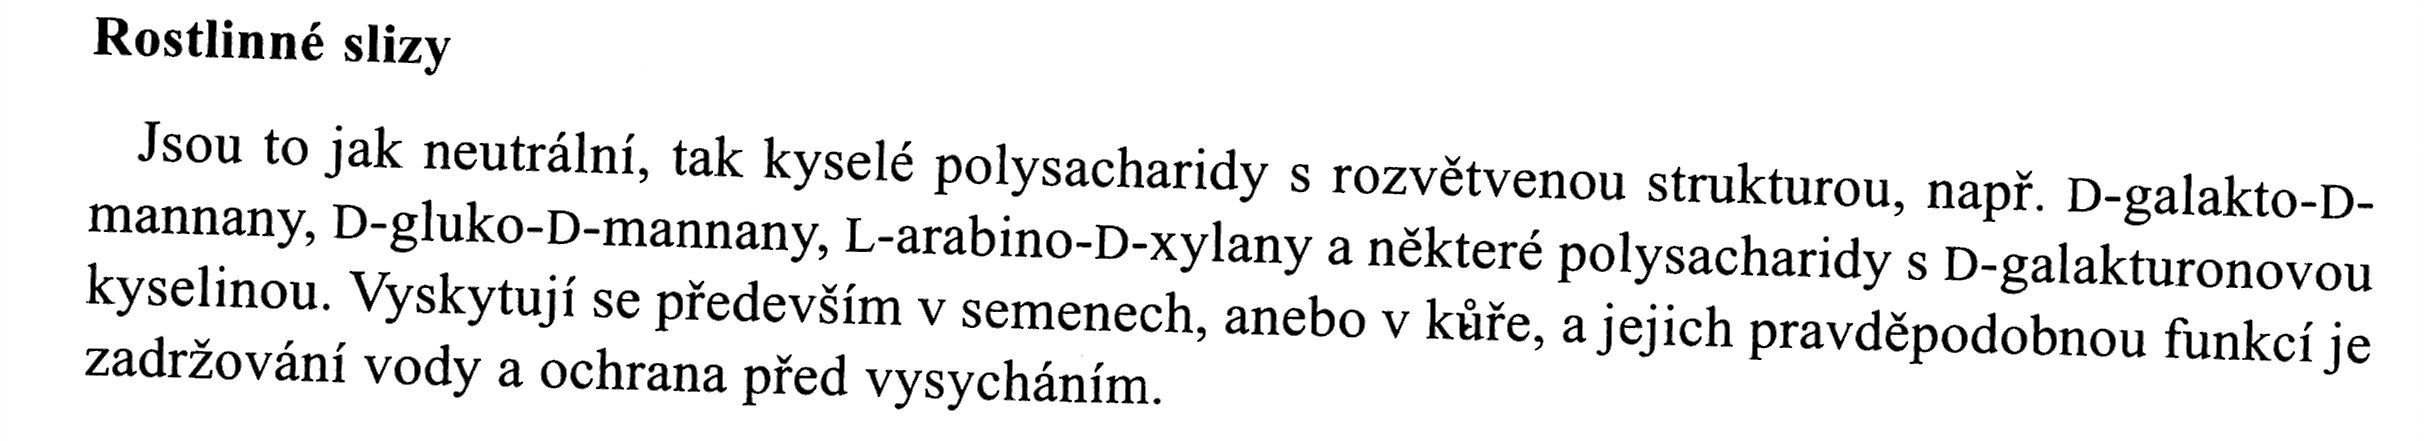 Rostlinné slizy
Jsou to jak neutrální, tak kyselé polysacharidy s rozvětvenou strukturou, např. D-galakto-D-
mannany, D-gluko-D-mannany, L-arabino-D-xylany a některé polysacharidy s D-galakturonovou
kyselinou. Vyskytují se především v semenech, anebo v kůře, a jejich pravděpodobnou funkcí je
zadržování vody a ochrana před vysycháním.